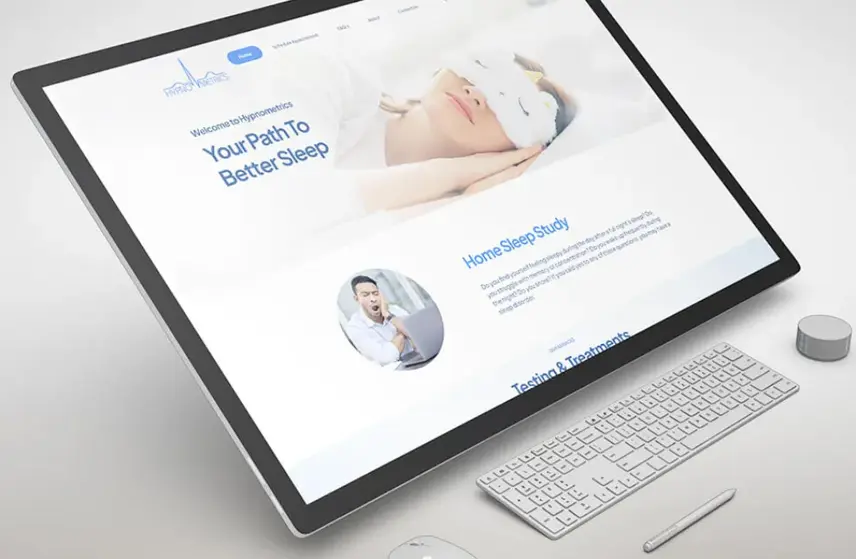 HYPNOMETRICS
Home
Schedule Appointment
FAQ's
About
Contact Us
Welcome to Hypnometrics
Your Path To
Better Sleep
Home Sleep Study
Do you find yourself feeling sleepy during the day after a full night's sleep? Do
you struggle with memory or concentration? Do you wake up frequently during
the night? Do you snore? If you said yes to any of these questions, you may have a
sleep disorder.
Testing & Treatments